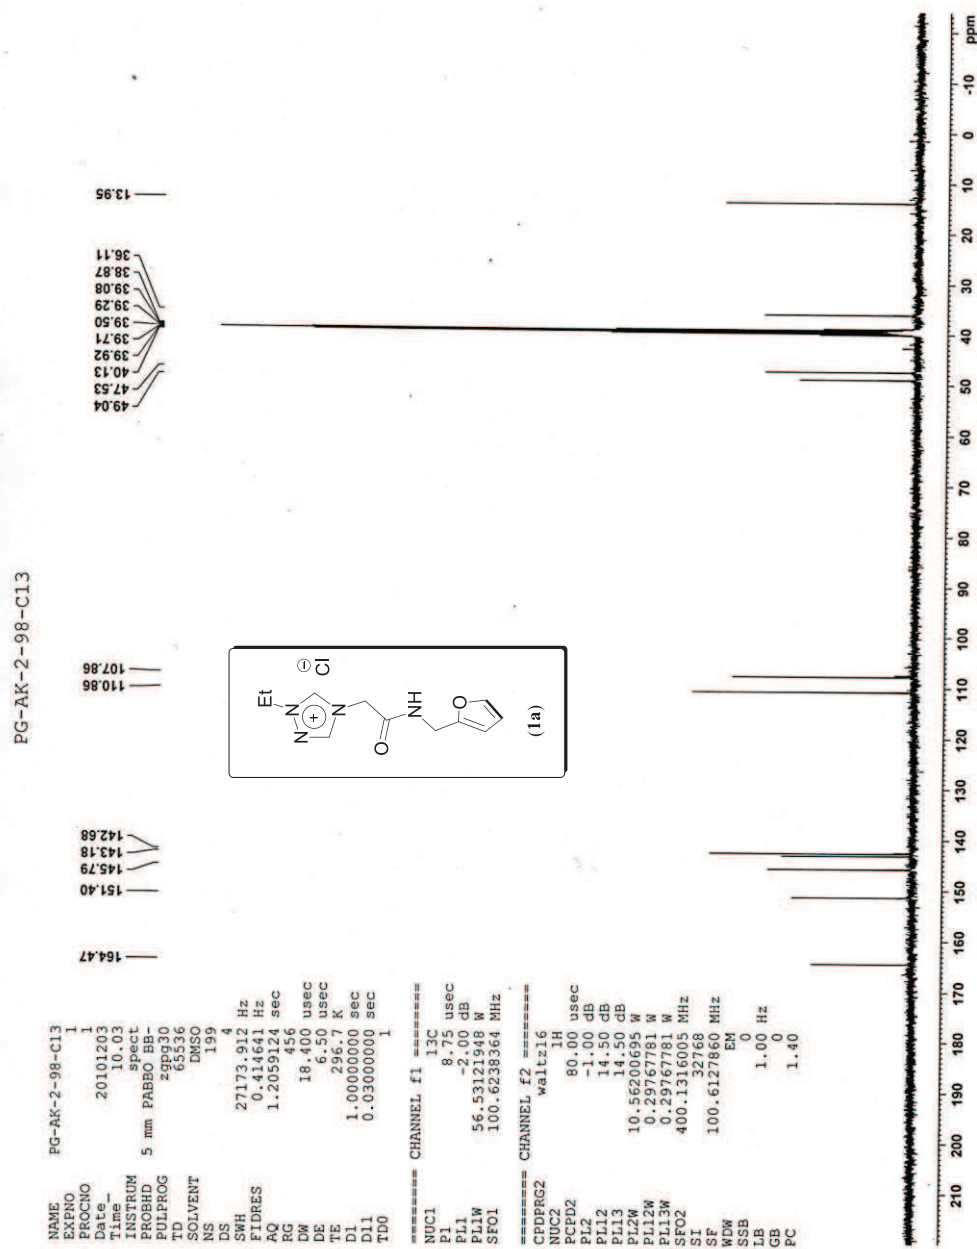 PG-AK-2-98-C13
NAME PG-AK-2-98-C13
EXPNO 1
PROCNO 1
Date_ 20101203
Time_ 10.03
INSTRUM spect
PROBHD 5 mm PABBO BB-
PULPROG zgpg30
TD 65536
SOLVENT DMSO
NS 199
DS 4
SWH 27173.912 Hz
FIDRES 0.414641 Hz
AQ 1.2059124 sec
RG 456
DW 18.400 usec
DE 6.50 usec
TE 296.7 K
D1 1.00000000 sec
D11 0.03000000 sec
TD0 1
======== CHANNEL f1 ========
NUC1 13C
P1 8.75 usec
PL1 -2.00 dB
PL1W 56.53121948 W
SFO1 100.6238364 MHz
======== CHANNEL f2 ========
CPDPRG2 waltz16
NUC2 1H
PCPD2 80.00 usec
PL2 -1.00 dB
PL12 14.50 dB
PL13 14.50 dB
PL2W 10.56200695 W
PL12W 0.29767781 W
PL13W 0.29767781 W
SFO2 400.1316005 MHz
SI 32768
SF 100.6127860 MHz
WDW EM
SSB 0
LB 1.00 Hz
GB 0
PC 1.40
164.47
151.40
145.79
143.18
142.68
110.86
107.86
49.04
47.53
40.13
39.92
39.71
39.50
39.29
39.08
38.87
36.11
13.95
Et
N N + N
⊖
Cl
O NH
O
(1a)
210 200 190 180 170 160 150 140 130 120 110 100 90 80 70 60 50 40 30 20 10 0 -10 ppm